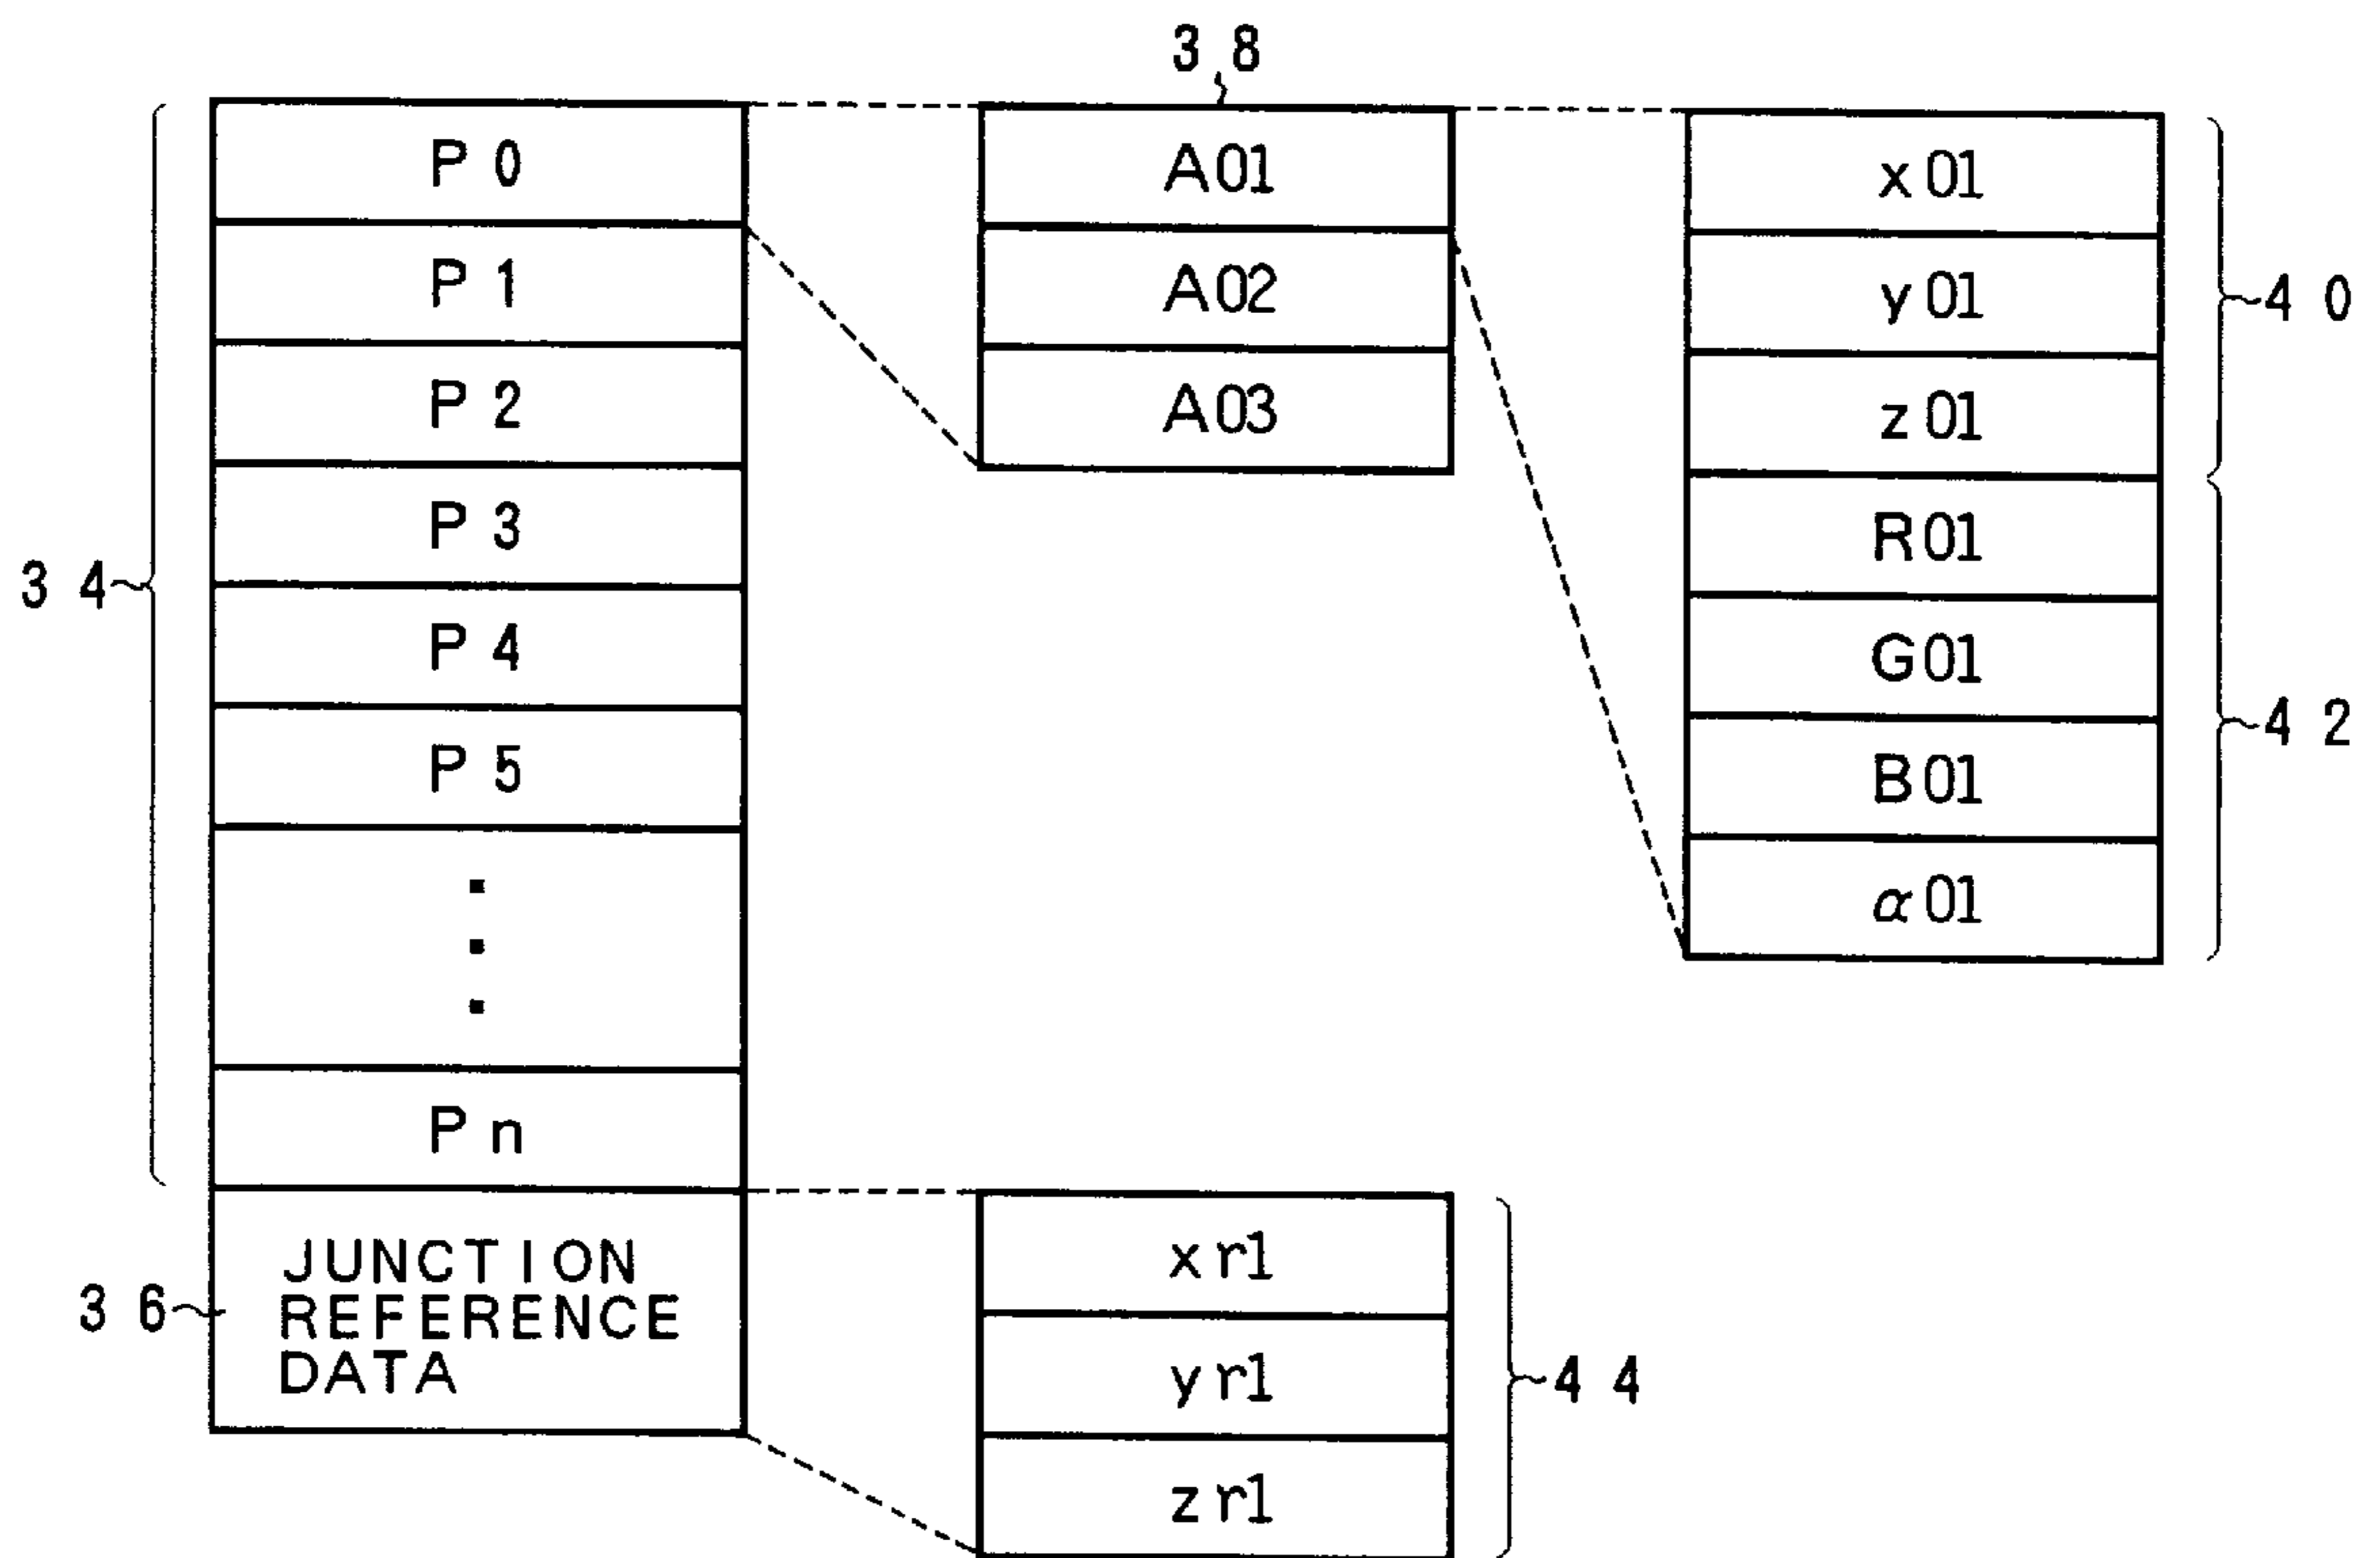 38
P0
P1
P2
P3
P4
P5
Pn
JUNCTION
REFERENCE
DATA
34
36
A01
A02
A03
x01
y01
z01
R01
G01
B01
α01
40
42
xr1
yr1
zr1
44